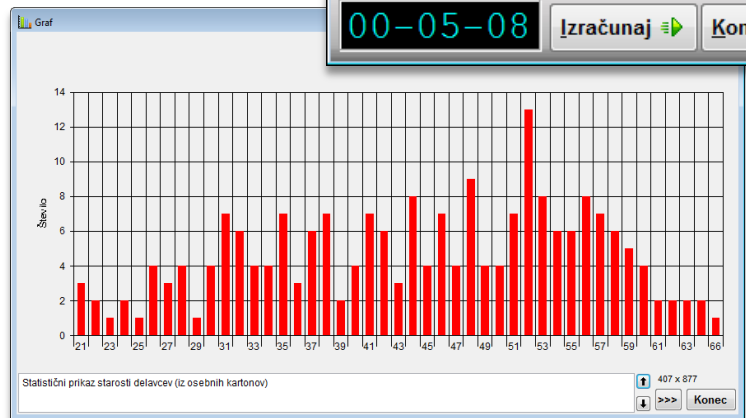 Graf
00-05-08
Izračunaj
Kon
14
12
10
8
6
4
2
0
Število
21 23 25 27 29 31 33 35 37 39 41 43 45 47 49 51 53 55 57 59 61 63 64 66
Statistični prikaz starosti delavcev (iz osebnih kartonov)
407 x 877
>>>
Konec